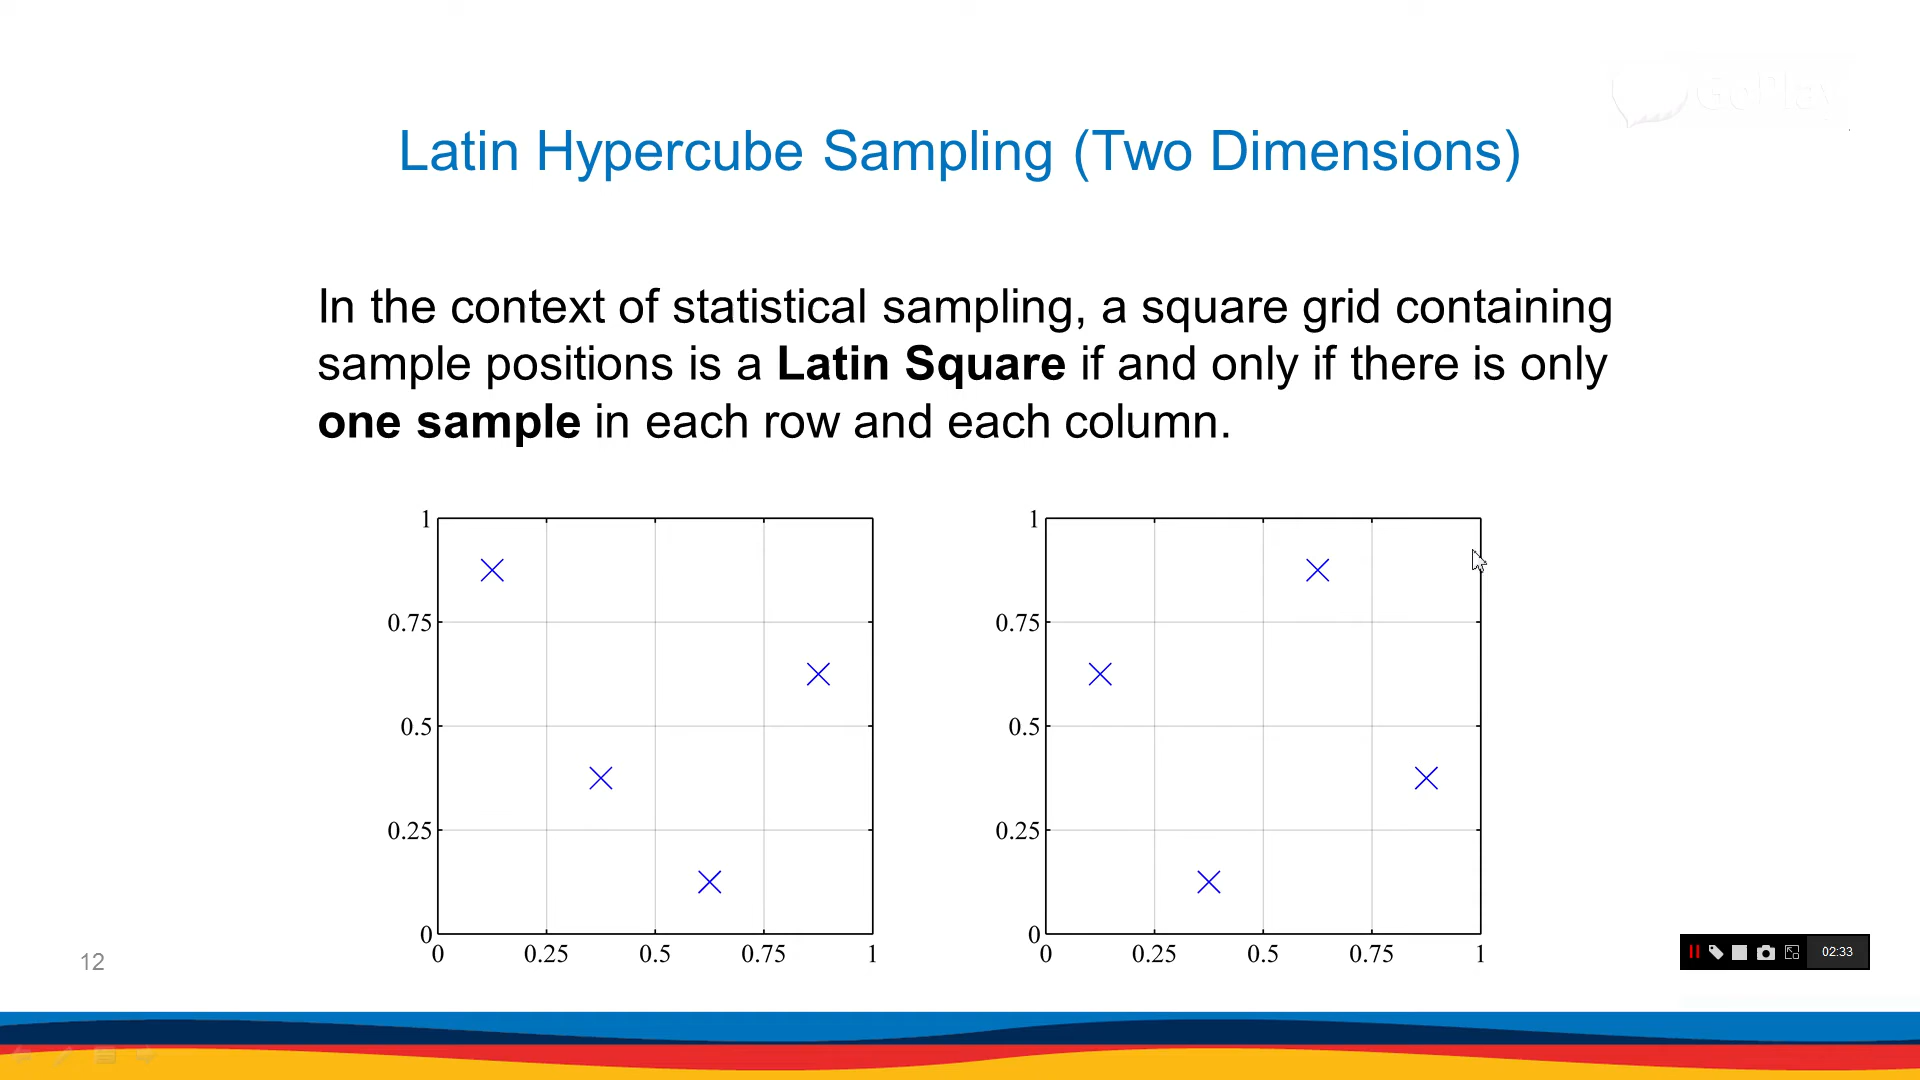 GoPlay
Latin Hypercube Sampling (Two Dimensions)
In the context of statistical sampling, a square grid containing
sample positions is a Latin Square if and only if there is only
one sample in each row and each column.
1
0.75
0.5
0.25
0
0 0.25 0.5 0.75 1
1
0.75
0.5
0.25
0
0 0.25 0.5 0.75 1
12
02:33